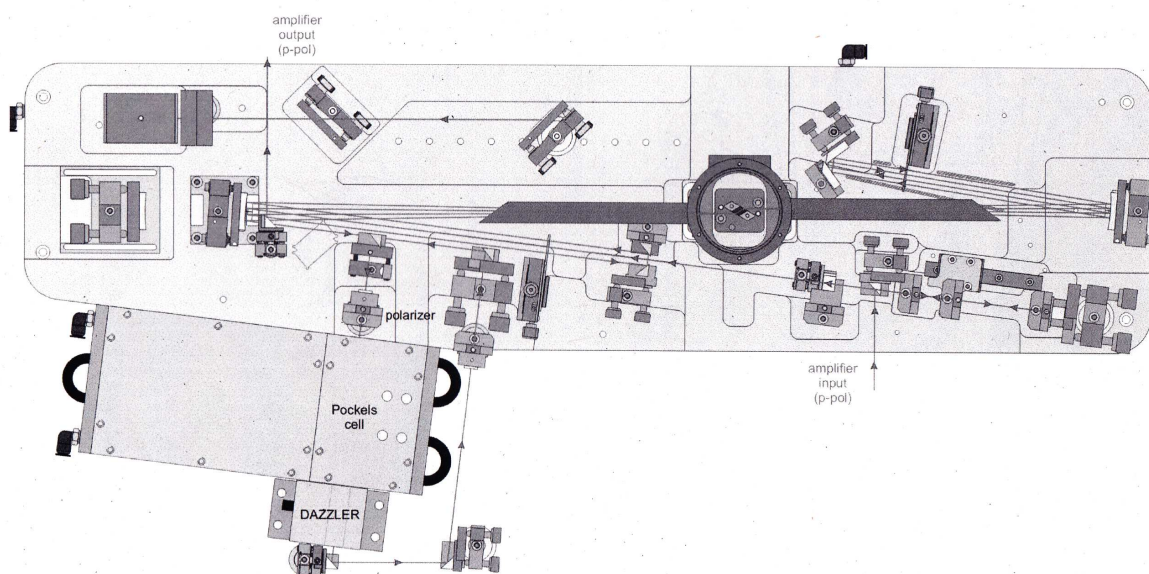 amplifier
output
(p-pol)
polarizer
amplifier
input
(p-pol)
Pockels
cell
DAZZLER